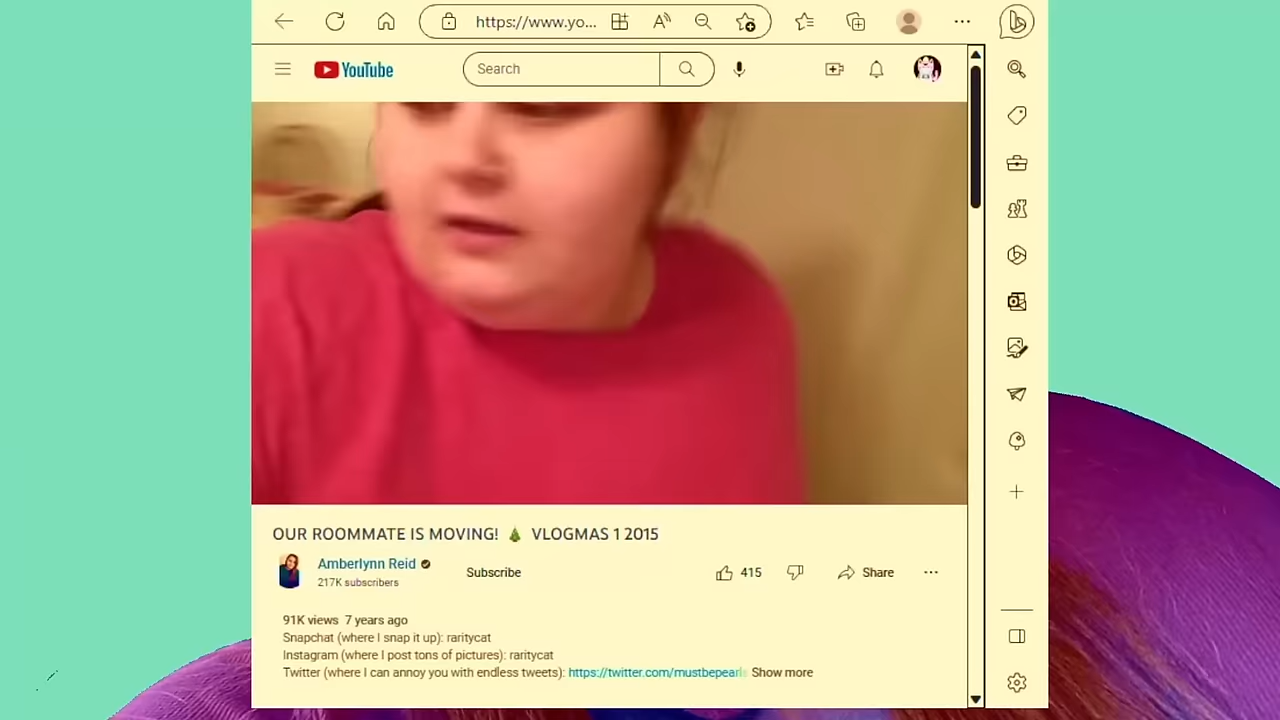 https://www.yo...
YouTube
Search
OUR ROOMMATE IS MOVING! 🎄 VLOGMAS 1 2015
Amberlynn Reid
217K subscribers
Subscribe
415
Share
91K views 7 years ago
Snapchat (where I snap it up): raritycat
Instagram (where I post tons of pictures): raritycat
Twitter (where I can annoy you with endless tweets): https://twitter.com/mustbepearl Show more